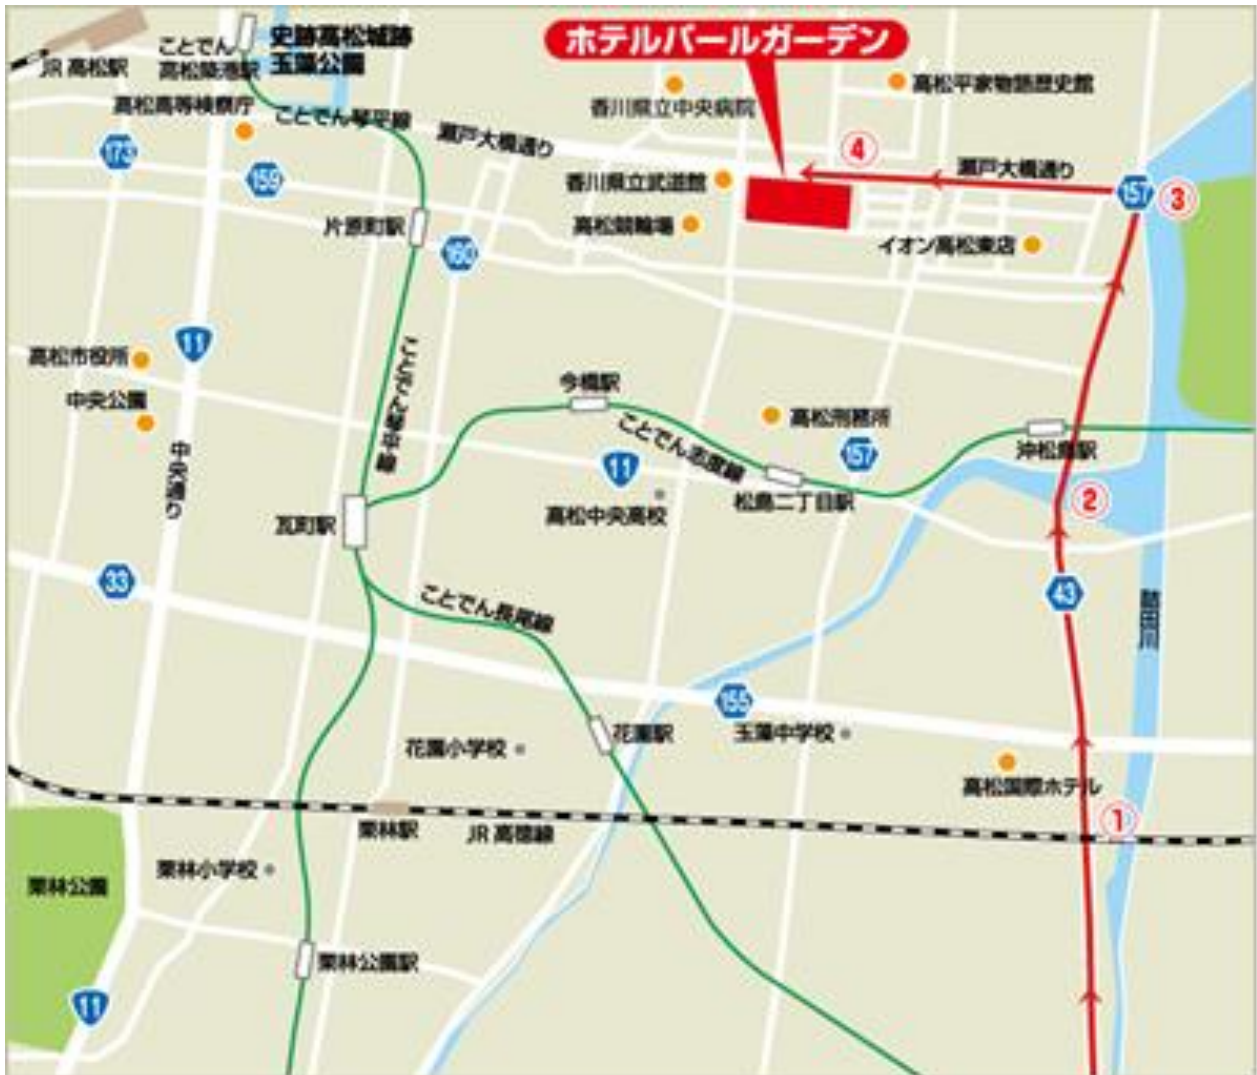 ホテルパールガーデン
史跡高松城跡
玉藻公園
ことでん
高松築港駅
JR 高松駅
高松高等検察庁
ことでん琴平線
瀬戸大橋通り
香川県立中央病院
高松平家物語歴史館
④
瀬戸大橋通り
173
159
香川県立武道館
157
③
片原町駅
160
高松競輪場
イオン高松東店
11
高松市役所
中央公園
中央通り
ことでん琴平線
今橋駅
ことでん志度線
高松刑務所
157
沖松島駅
11
松島二丁目駅
高松中央高校
②
瓦町駅
33
43
ことでん長尾線
詰田川
155
花園駅
玉藻中学校
花園小学校
高松国際ホテル
①
栗林駅
JR 高徳線
栗林小学校
栗林公園
栗林公園駅
11